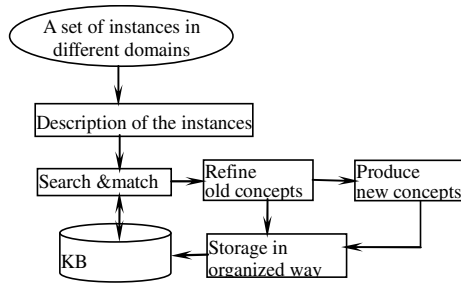 A set of instances in
different domains
Description of the instances
Search &match
Refine
old concepts
Produce
new concepts
KB
Storage in
organized way